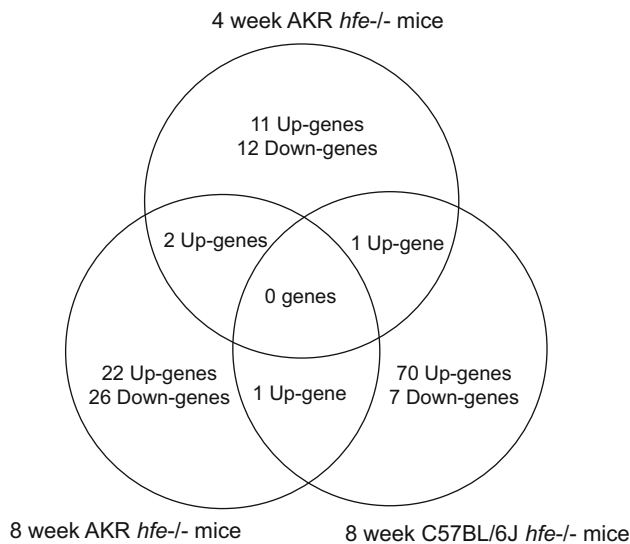 4 week AKR hfe-/- mice
11 Up-genes
12 Down-genes
2 Up-genes
1 Up-gene
0 genes
22 Up-genes
26 Down-genes
1 Up-gene
70 Up-genes
7 Down-genes
8 week AKR hfe-/- mice
8 week C57BL/6J hfe-/- mice